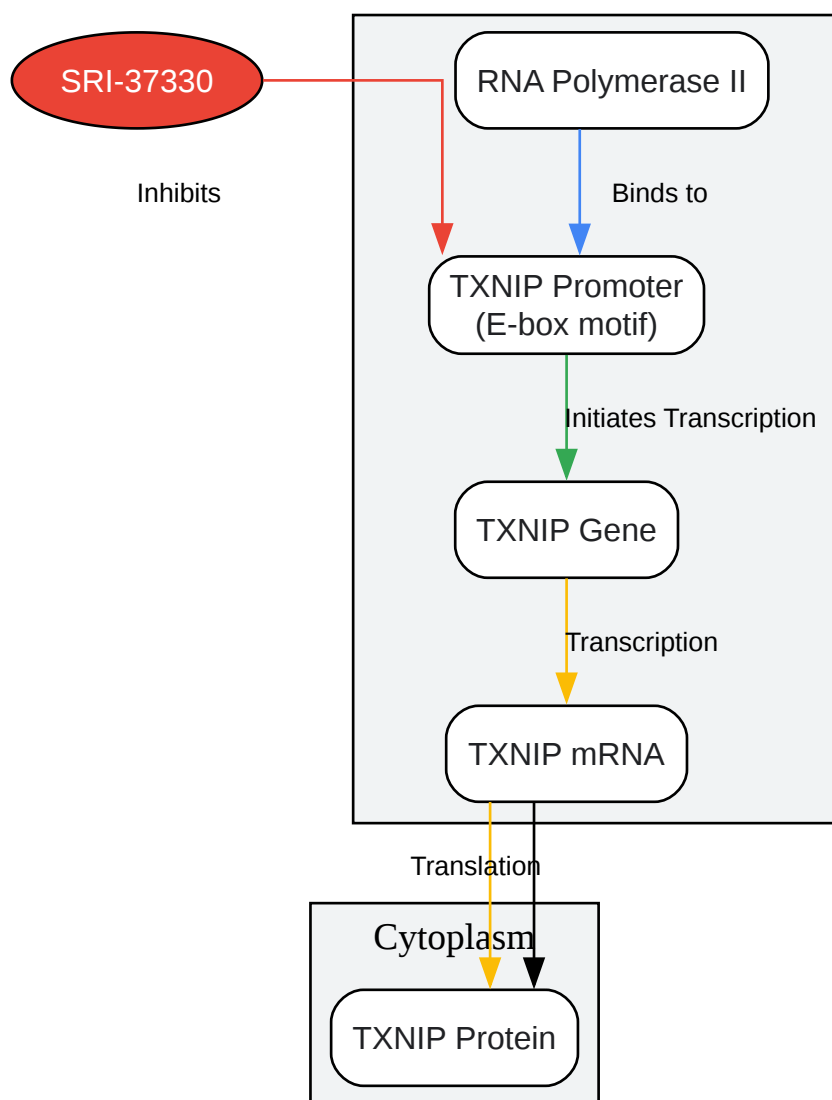 SRI-37330
RNA Polymerase II
Inhibits
Binds to
TXNIP Promoter
(E-box motif)
Initiates Transcription
TXNIP Gene
Transcription
TXNIP mRNA
Translation
Cytoplasm
TXNIP Protein